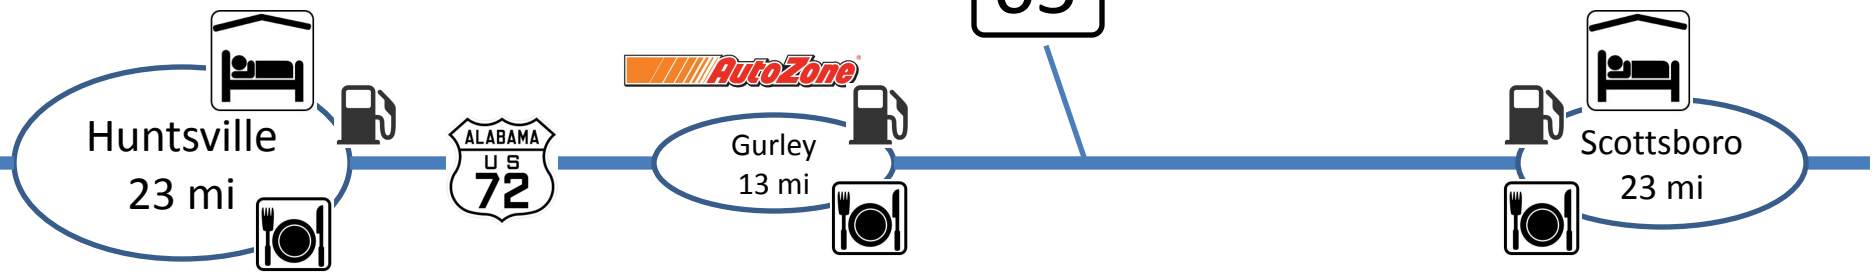 AutoZone
ALABAMA
US
72
Huntsville
23 mi
Gurley
13 mi
Scottsboro
23 mi